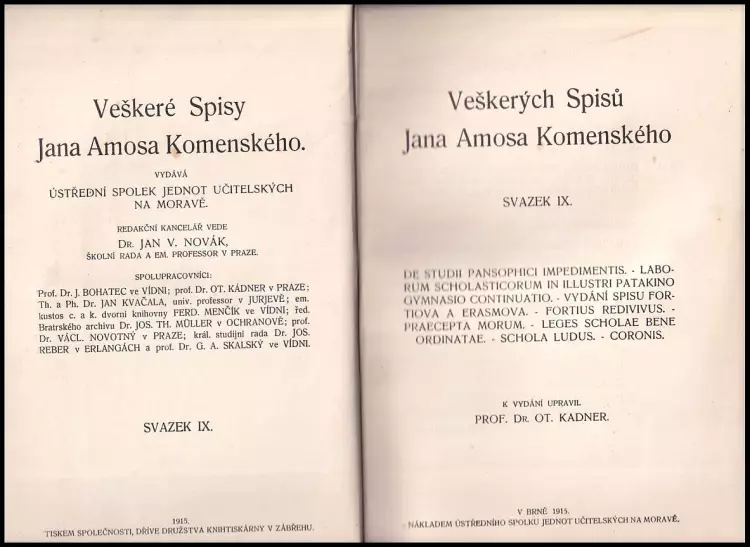 Veškeré Spisy
Jana Amosa Komenského.
VYDÁVÁ
ÚSTŘEDNÍ SPOLEK JEDNOT UČITELSKÝCH
NA MORAVĚ.
REDAKČNÍ KANCELÁŘ VEDE
DR. JAN V. NOVÁK,
ŠKOLNÍ RADA A EM. PROFESSOR V PRAZE.
SPOLUPRACOVNÍCI:
Prof. Dr. J. BOHATEC ve VÍDNI; prof. Dr. OT. KÁDNER v PRAZE;
Th. a Ph. Dr. JAN KVAČALA, univ. professor v JURJEVĚ; em.
kustos c. a k. dvorní knihovny FERD. MENČÍK ve VÍDNI; řed.
Bratrského archivu Dr. JOS. TH. MÜLLER v OCHRANOVĚ; prof.
Dr. VÁCL. NOVOTNÝ v PRAZE; král. studijní rada Dr. JOS.
REBER v ERLANGÁCH a prof. Dr. G. A. SKALSKÝ ve VÍDNI.
SVAZEK IX.
1915.
TISKEM SPOLEČNOSTI, DŘÍVE DRUŽSTVA KNIHTISKÁRNY V ZÁBŘEHU.
Veškerých Spisů
Jana Amosa Komenského
SVAZEK IX.
DE STUDII PANSOPHICI IMPEDIMENTIS. - LABO-
RUM SCHOLASTICORUM IN ILLUSTRI PATAKINO
GYMNASIO CONTINUATIO. - VYDÁNÍ SPISU FOR-
TIOVA A ERASMOVA. - FORTIUS REDIVIVUS. -
PRAECEPTA MORUM. - LEGES SCHOLAE BENE
ORDINATAE. - SCHOLA LUDUS. - CORONIS.
K VYDÁNÍ UPRAVIL
PROF. DR. OT. KADNER.
V BRNĚ 1915.
NÁKLADEM ÚSTŘEDNÍHO SPOLKU JEDNOT UČITELSKÝCH NA MORAVĚ.